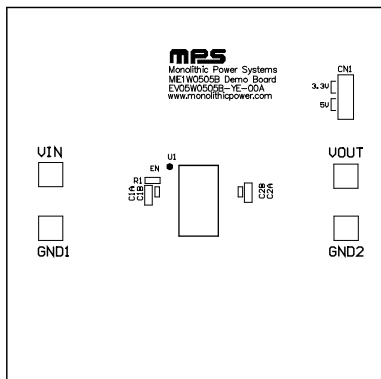 MPS
Monolithic Power Systems
ME1W0505B Demo Board
EV05W0505B-YE-00A
www.monolithicpower.com
CN1
3.3V
5V
VIN
GND1
U1
EN
R1
C1A
C1B
C2B
C2A
VOUT
GND2